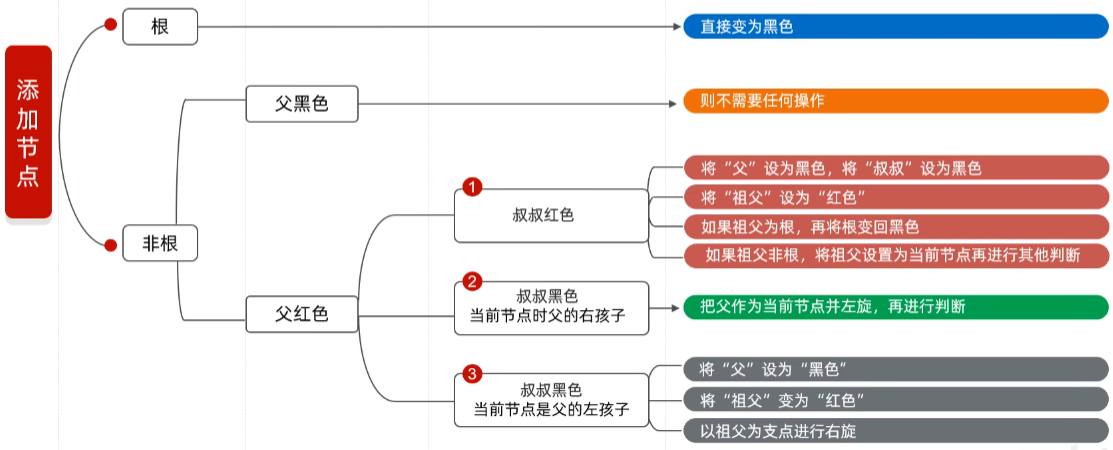 添加节点
根
直接变为黑色
父黑色
则不需要任何操作
非根
父红色
1
叔叔红色
将“父”设为黑色，将“叔叔”设为黑色
将“祖父”设为“红色”
如果祖父为根，再将根变回黑色
如果祖父非根，将祖父设置为当前节点再进行其他判断
2
叔叔黑色
当前节点时父的右孩子
把父作为当前节点并左旋，再进行判断
3
叔叔黑色
当前节点是父的左孩子
将“父”设为“黑色”
将“祖父”变为“红色”
以祖父为支点进行右旋